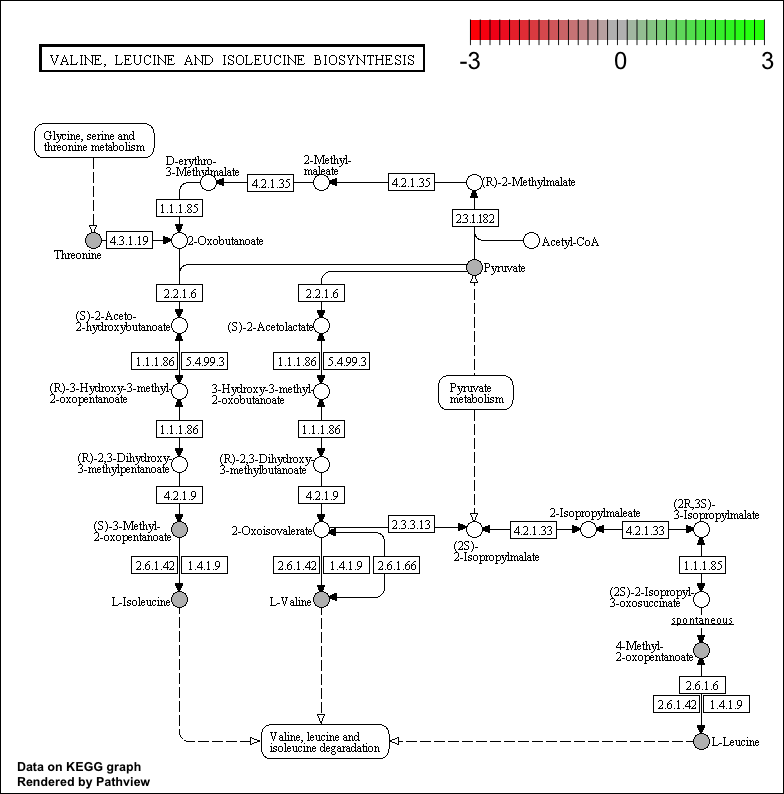 VALINE, LEUCINE AND ISOLEUCINE BIOSYNTHESIS
-3 0 3
Glycine, serine and
threonine metabolism
D-erythro-
3-Methylmalate
2-Methyl-
maleate
4.2.1.35
4.2.1.35
(R)-2-Methylmalate
1.1.1.85
2.3.1.182
Threonine
4.3.1.19
2-Oxobutanoate
Acetyl-CoA
Pyruvate
2.2.1.6
2.2.1.6
(S)-2-Aceto-
2-hydroxybutanoate
(S)-2-Acetolactate
1.1.1.86
5.4.99.3
1.1.1.86
5.4.99.3
(R)-3-Hydroxy-3-methyl-
2-oxopentanoate
3-Hydroxy-3-methyl-
2-oxobutanoate
Pyruvate
metabolism
1.1.1.86
1.1.1.86
(R)-2,3-Dihydroxy-
3-methylpentanoate
(R)-2,3-Dihydroxy-
3-methylbutanoate
4.2.1.9
4.2.1.9
(S)-3-Methyl-
2-oxopentanoate
2-Oxoisovalerate
2.3.3.13
(2S)-
2-Isopropylmalate
4.2.1.33
2-Isopropylmaleate
4.2.1.33
(2R,3S)-
3-Isopropylmalate
2.6.1.42
1.4.1.9
2.6.1.42
1.4.1.9
2.6.1.66
1.1.1.85
L-Isoleucine
L-Valine
(2S)-2-Isopropyl-
3-oxosuccinate
spontaneous
4-Methyl-
2-oxopentanoate
2.6.1.6
2.6.1.42
1.4.1.9
Valine, leucine and
isoleucine degaradation
L-Leucine
Data on KEGG graph
Rendered by Pathview